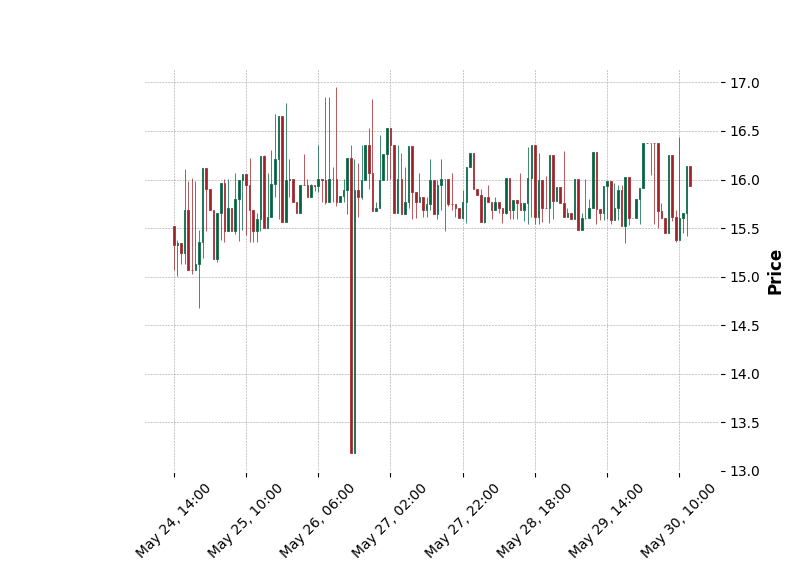 17.0
16.5
16.0
15.5
15.0
14.5
14.0
13.5
13.0
Price
May 24, 14:00
May 25, 10:00
May 26, 06:00
May 27, 02:00
May 27, 22:00
May 28, 18:00
May 29, 14:00
May 30, 10:00